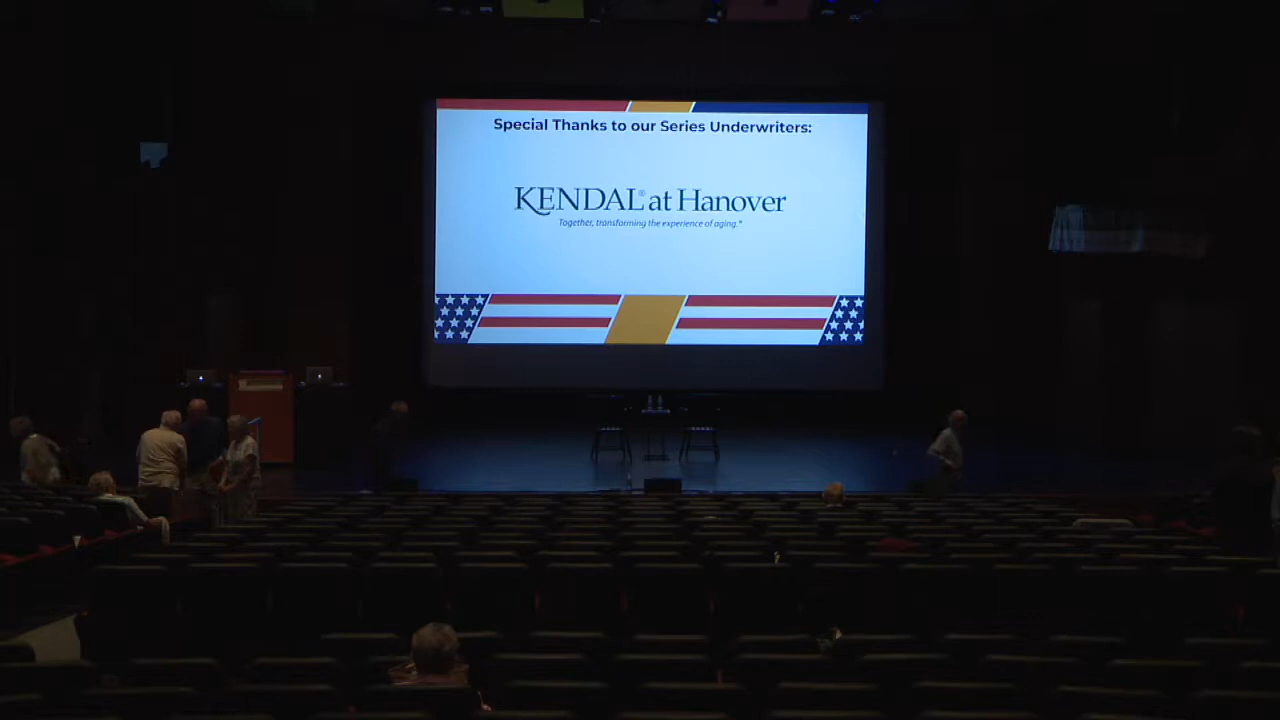 Special Thanks to our Series Underwriters:
KENDAL® at Hanover
Together, transforming the experience of aging.®